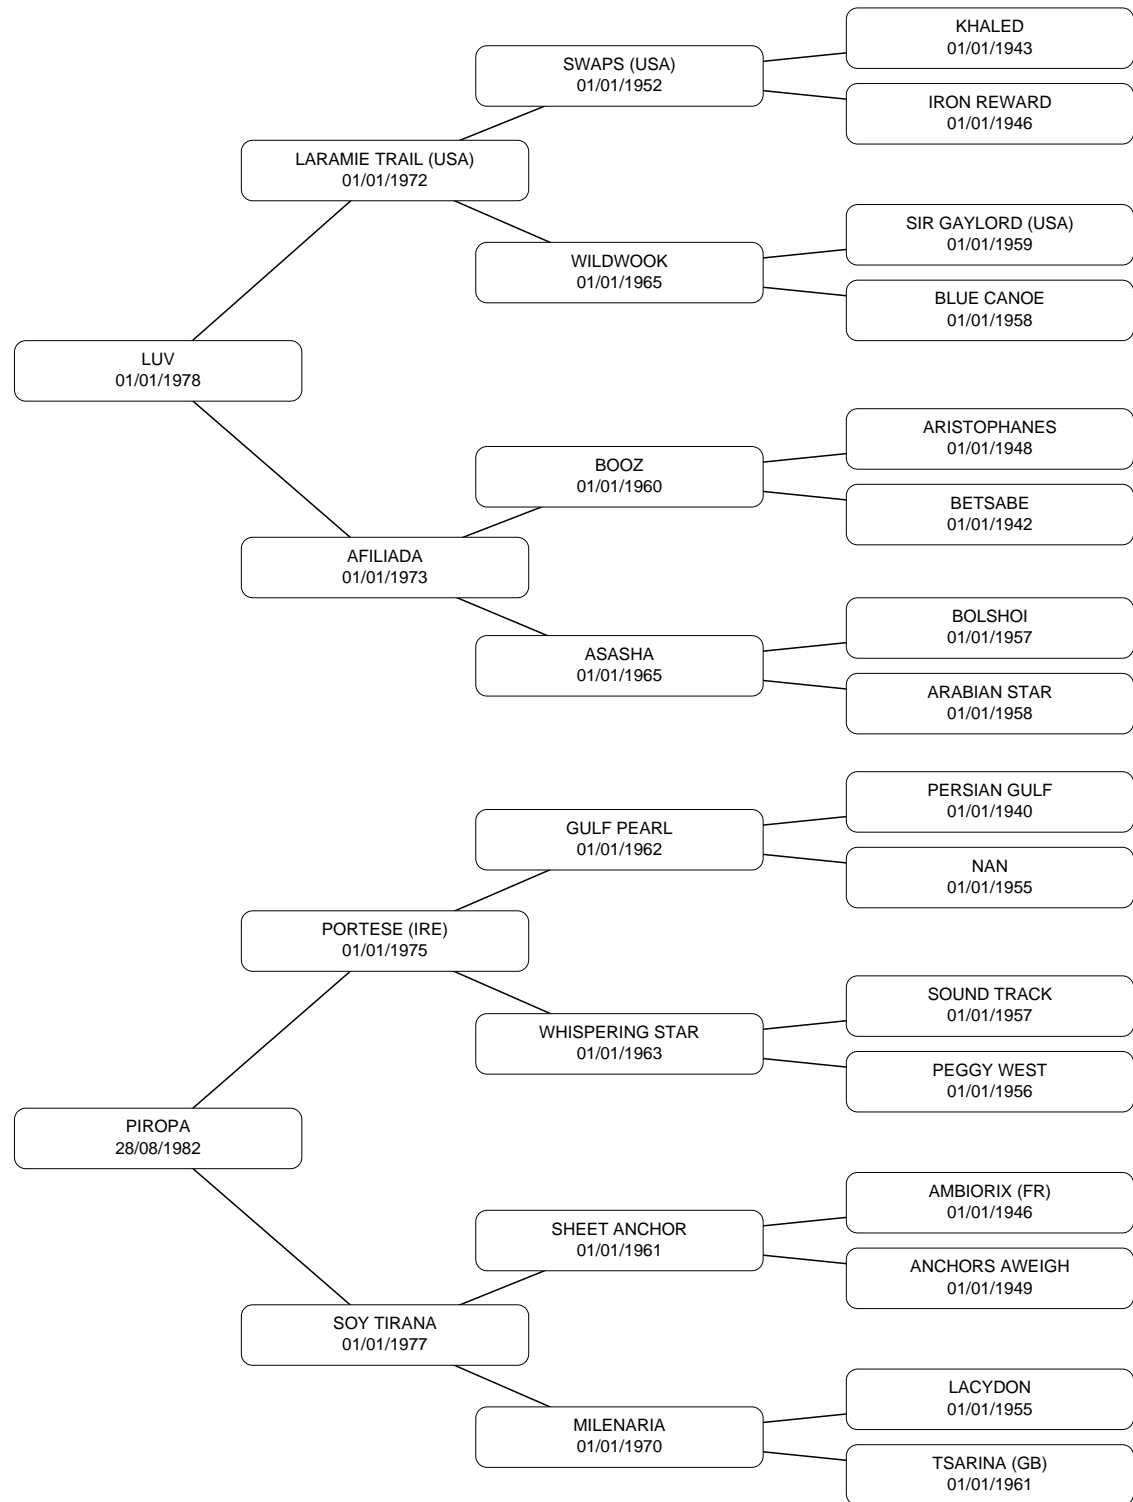 KHALED
01/01/1943
SWAPS (USA)
01/01/1952
IRON REWARD
01/01/1946
LARAMIE TRAIL (USA)
01/01/1972
SIR GAYLORD (USA)
01/01/1959
WILDWOOK
01/01/1965
BLUE CANOE
01/01/1958
LUV
01/01/1978
ARISTOPHANES
01/01/1948
BOOZ
01/01/1960
BETSABE
01/01/1942
AFILIADA
01/01/1973
BOLSHOI
01/01/1957
ASASHA
01/01/1965
ARABIAN STAR
01/01/1958
PERSIAN GULF
01/01/1940
GULF PEARL
01/01/1962
NAN
01/01/1955
PORTESE (IRE)
01/01/1975
SOUND TRACK
01/01/1957
WHISPERING STAR
01/01/1963
PEGGY WEST
01/01/1956
PIROPA
28/08/1982
AMBIORIX (FR)
01/01/1946
SHEET ANCHOR
01/01/1961
ANCHORS AWEIGH
01/01/1949
SOY TIRANA
01/01/1977
LACYDON
01/01/1955
MILENARIA
01/01/1970
TSARINA (GB)
01/01/1961